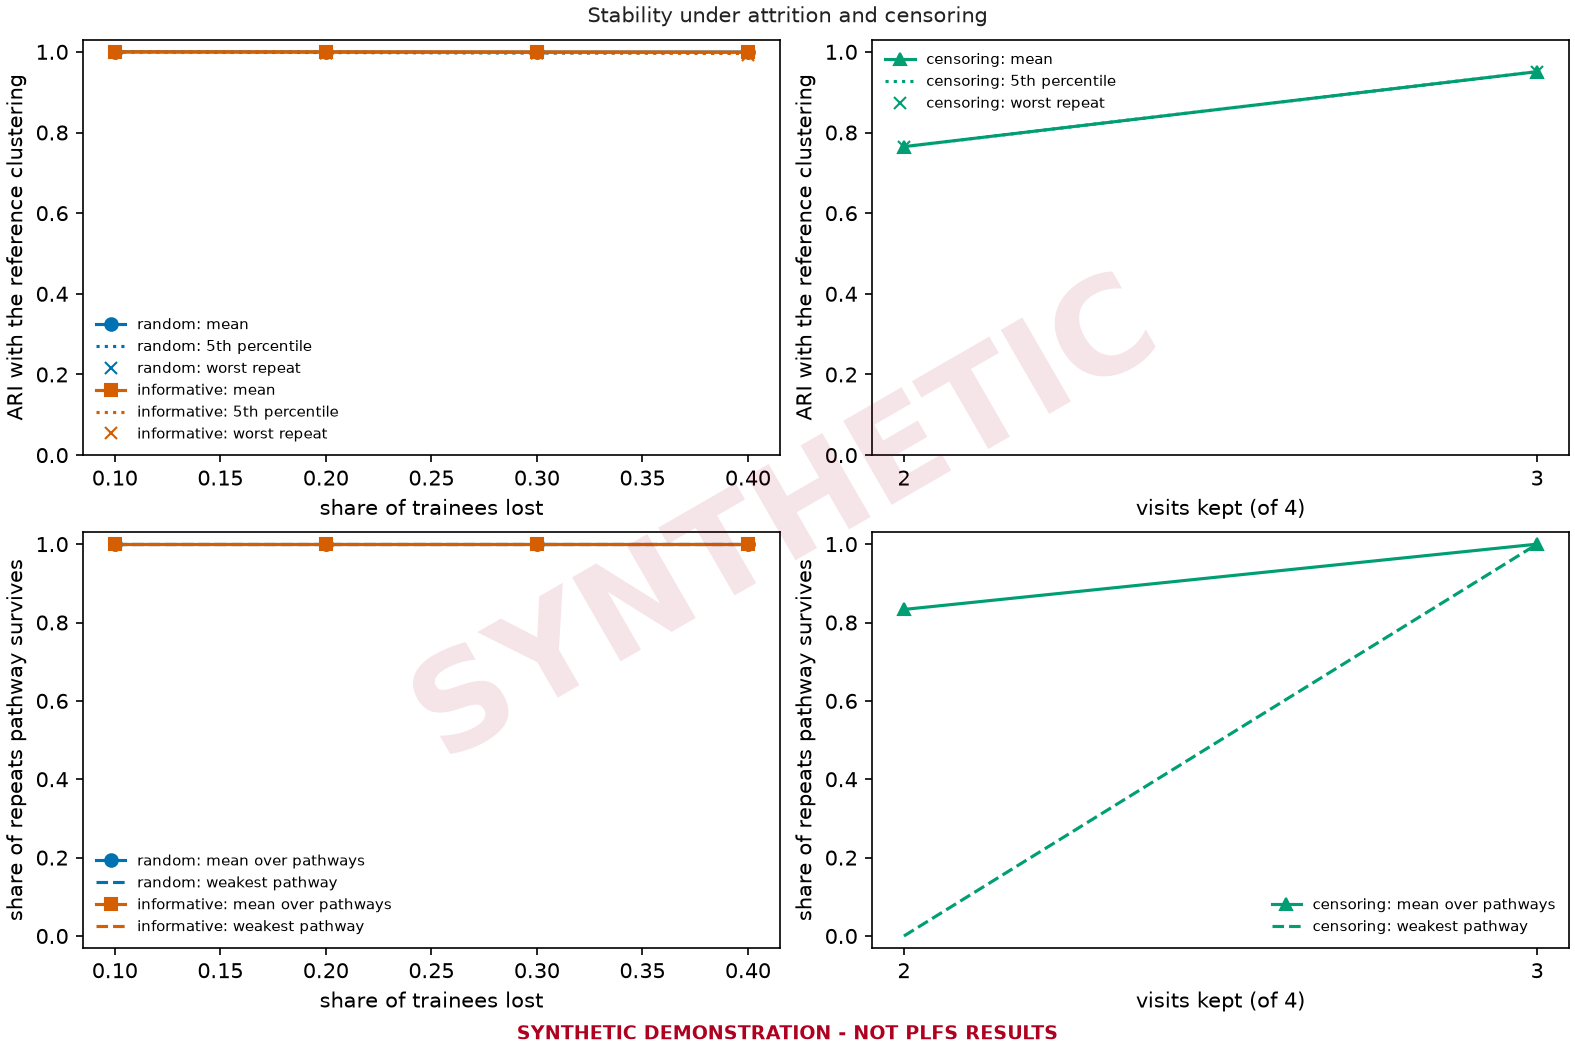 Stability under attrition and censoring
ARI with the reference clustering
1.0
0.8
0.6
0.4
0.2
0.0
random: mean
random: 5th percentile
random: worst repeat
informative: mean
informative: 5th percentile
informative: worst repeat
0.10 0.15 0.20 0.25 0.30 0.35 0.40
share of trainees lost
ARI with the reference clustering
1.0
0.8
0.6
0.4
0.2
0.0
censoring: mean
censoring: 5th percentile
censoring: worst repeat
2 3
visits kept (of 4)
SYNTHETIC
share of repeats pathway survives
1.0
0.8
0.6
0.4
0.2
0.0
random: mean over pathways
random: weakest pathway
informative: mean over pathways
informative: weakest pathway
0.10 0.15 0.20 0.25 0.30 0.35 0.40
share of trainees lost
share of repeats pathway survives
1.0
0.8
0.6
0.4
0.2
0.0
censoring: mean over pathways
censoring: weakest pathway
2 3
visits kept (of 4)
SYNTHETIC DEMONSTRATION - NOT PLFS RESULTS